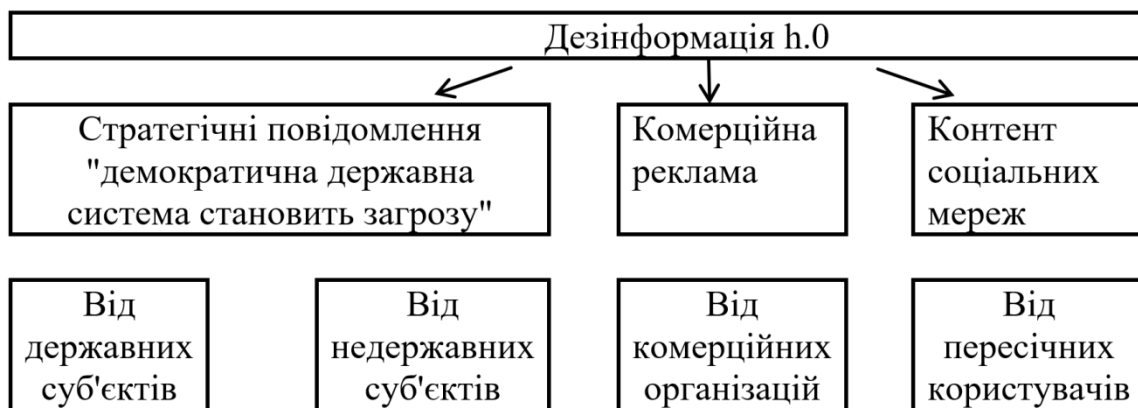 Дезінформація h.0
Стратегічні повідомлення
"демократична державна
система становить загрозу"
Комерційна
реклама
Контент
соціальних
мереж
Від
державних
суб'єктів
Від
недержавних
суб'єктів
Від
комерційних
організацій
Від
пересічних
користувачів